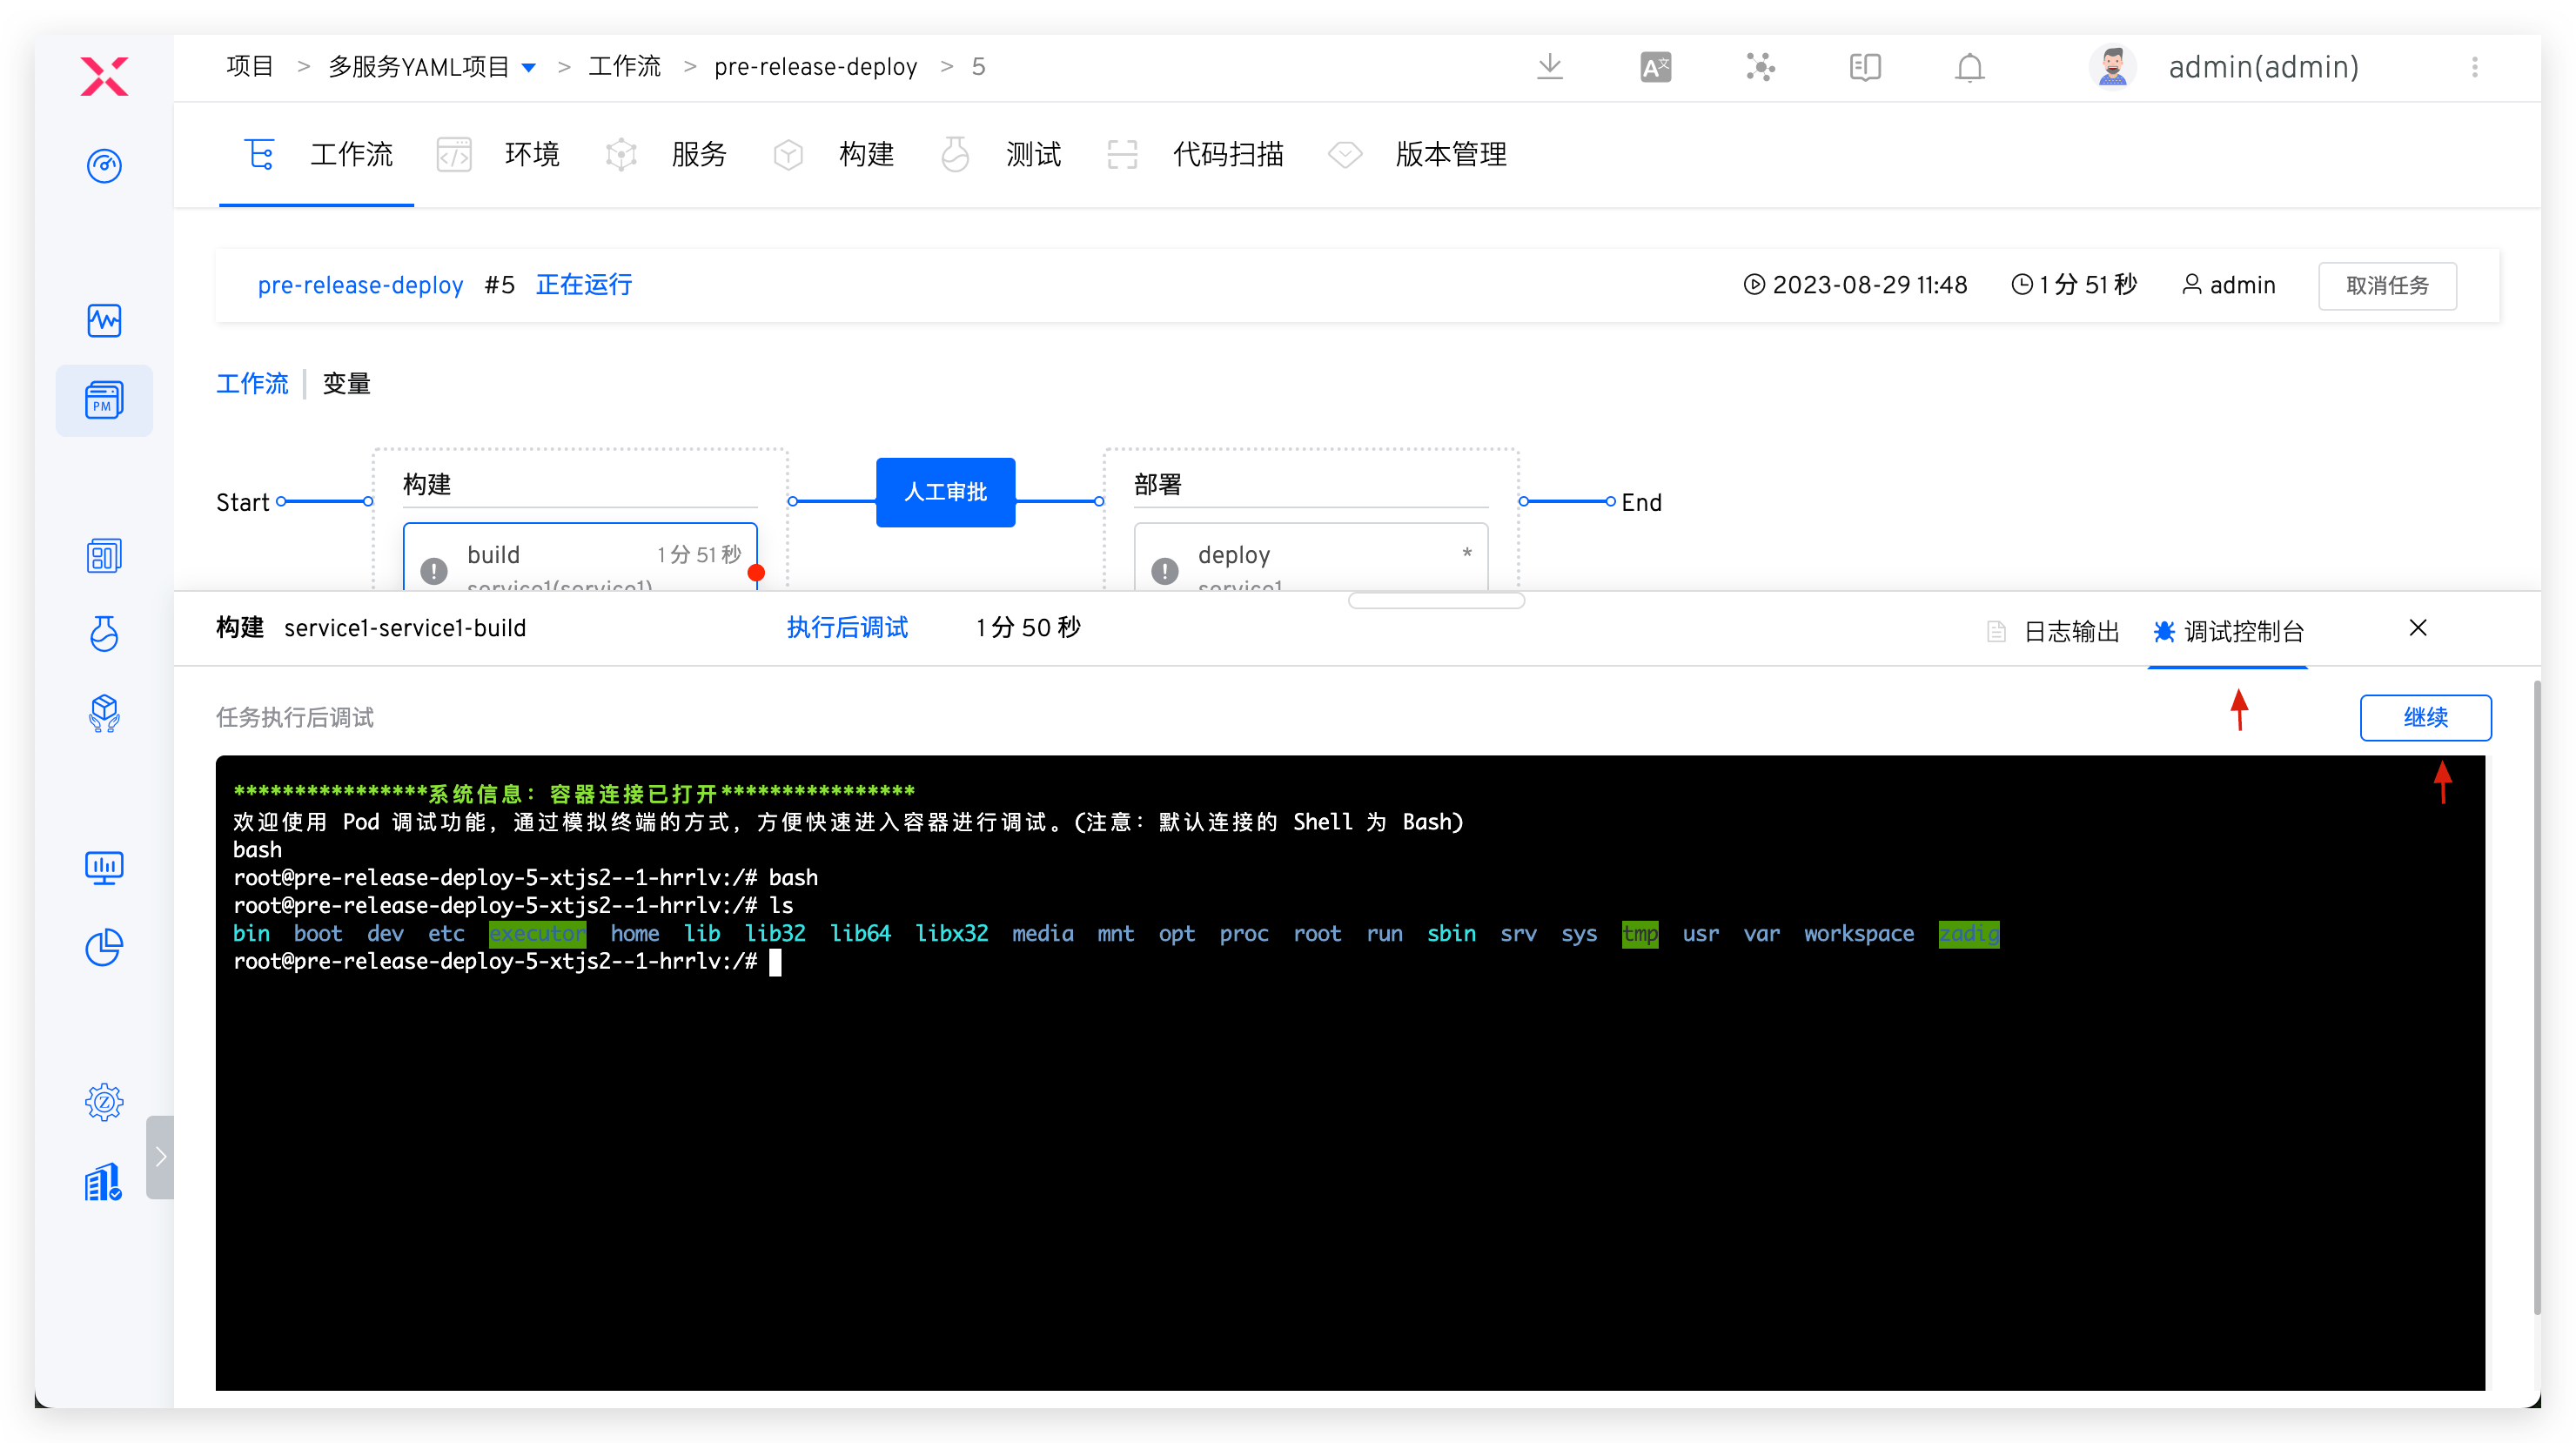 项目 > 多服务YAML项目 > 工作流 > pre-release-deploy > 5
admin(admin)
工作流 环境 服务 构建 测试 代码扫描 版本管理
PM
pre-release-deploy #5 正在运行
2023-08-29 11:48 1 分 51 秒 admin 取消任务
工作流 变量
Start 构建 人工审批 部署 End
build 1 分 51 秒
service1(service1)
deploy *
service1
构建 service1-service1-build 执行后调试 1 分 50 秒 日志输出 调试控制台
任务执行后调试 继续
****************系统信息: 容器连接已打开****************
欢迎使用 Pod 调试功能, 通过模拟终端的方式, 方便快速进入容器进行调试。(注意: 默认连接的 Shell 为 Bash)
bash
root@pre-release-deploy-5-xtjs2--1-hrrlv:/# bash
root@pre-release-deploy-5-xtjs2--1-hrrlv:/# ls
bin boot dev etc executor home lib lib32 lib64 libx32 media mnt opt proc root run sbin srv sys tmp usr var workspace zadig
root@pre-release-deploy-5-xtjs2--1-hrrlv:/#